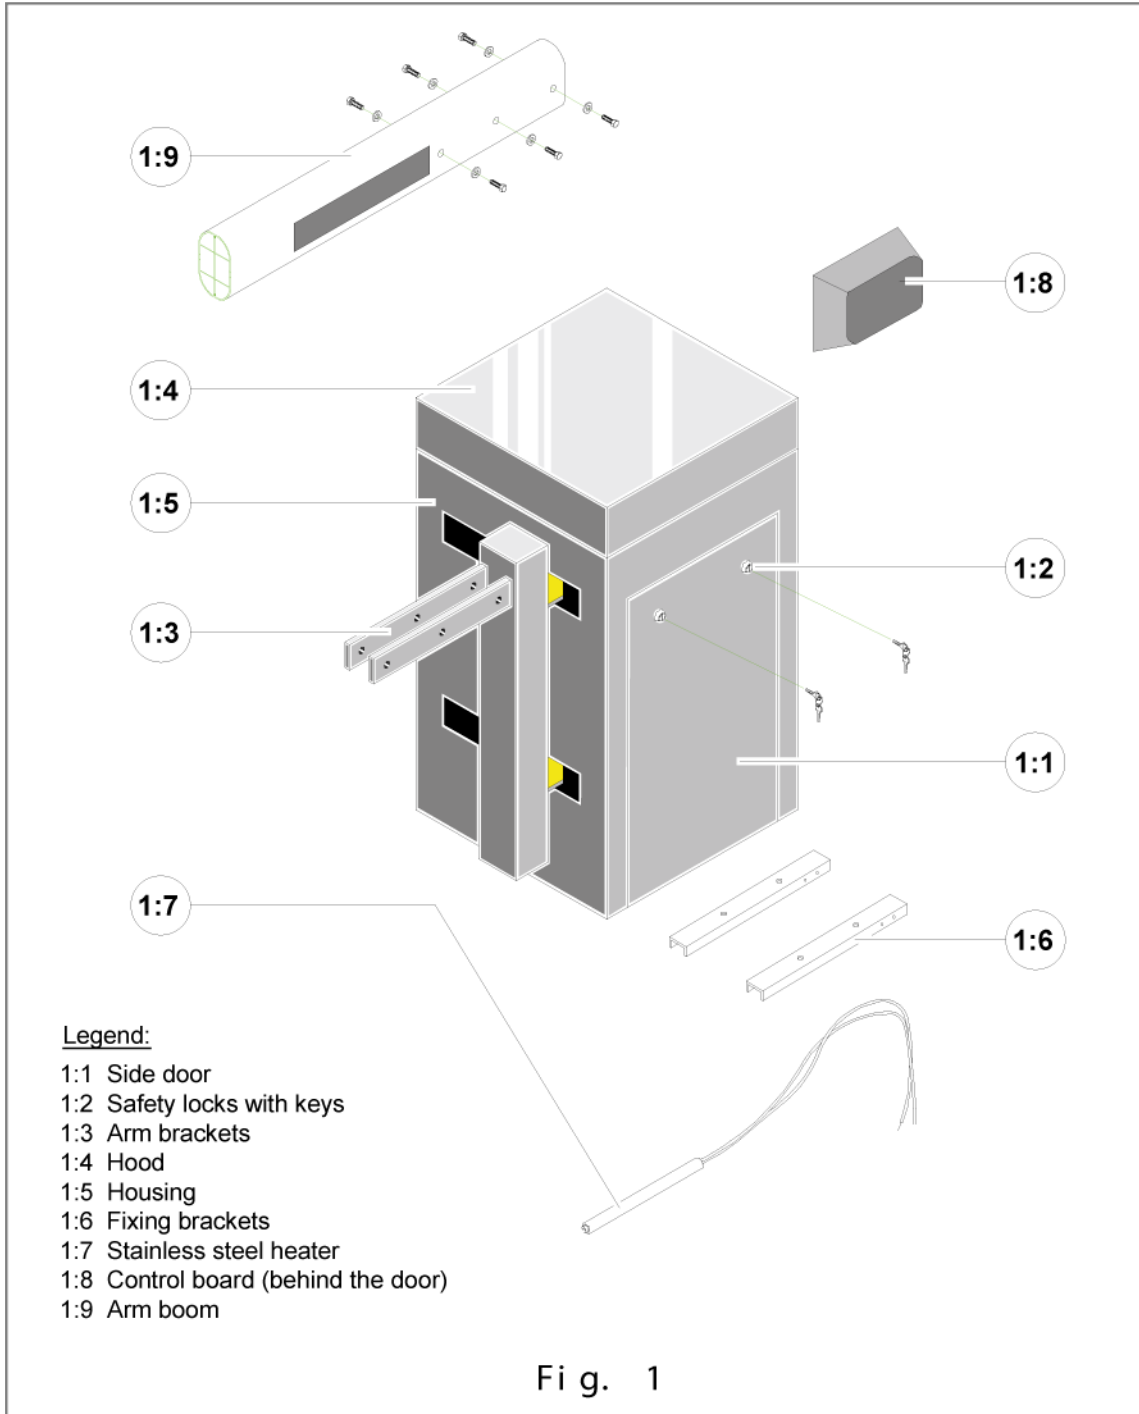 1:9
1:8
1:4
1:5
1:2
1:3
1:1
1:7
1:6
Legend:
1:1 Side door
1:2 Safety locks with keys
1:3 Arm brackets
1:4 Hood
1:5 Housing
1:6 Fixing brackets
1:7 Stainless steel heater
1:8 Control board (behind the door)
1:9 Arm boom
Fig. 1